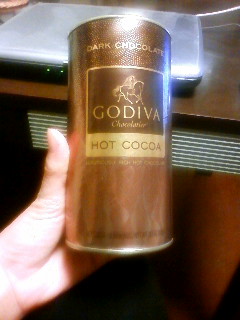 DARK CHOCOLATE
GODIVA
Chocolatier
HOT COCOA